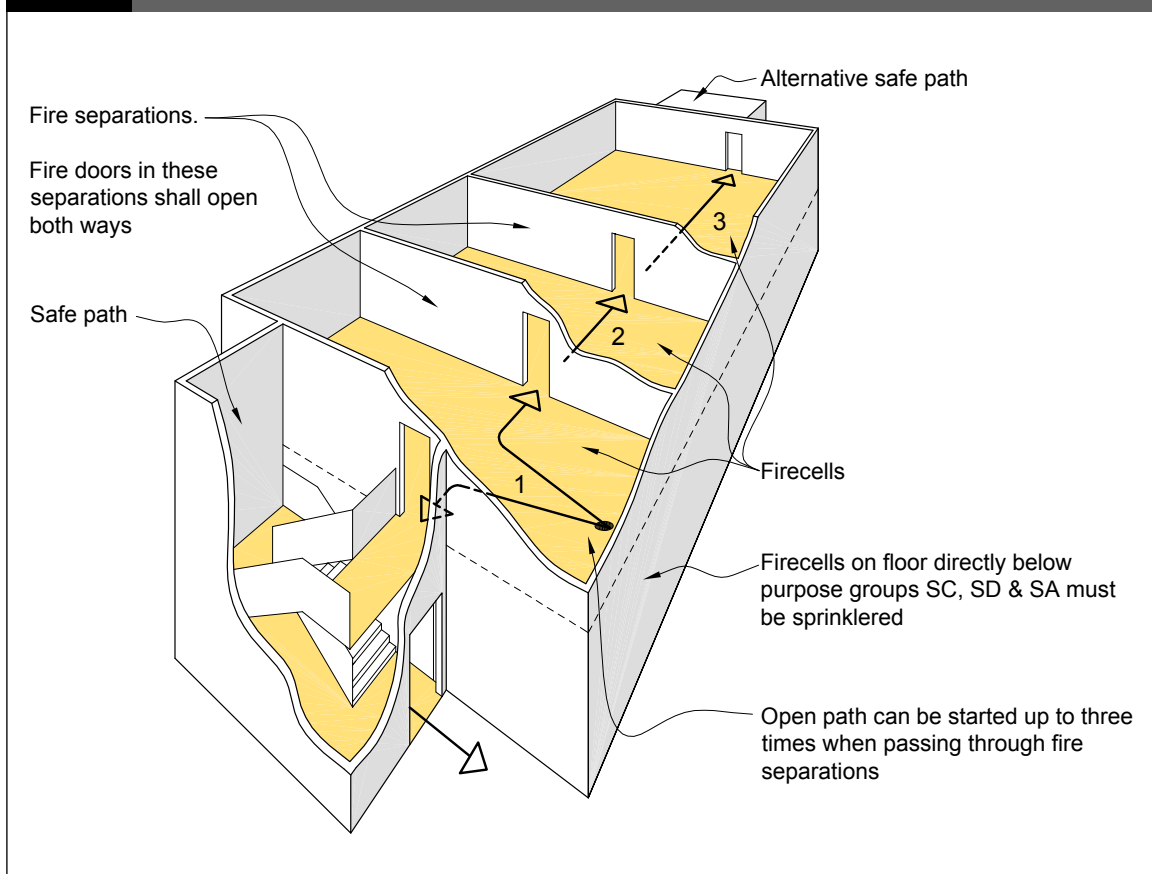 Alternative safe path
Fire separations.
Fire doors in these
separations shall open
both ways
3
Safe path
2
Firecells
1
Firecells on floor directly below
purpose groups SC, SD & SA must
be sprinklered
Open path can be started up to three
times when passing through fire
separations